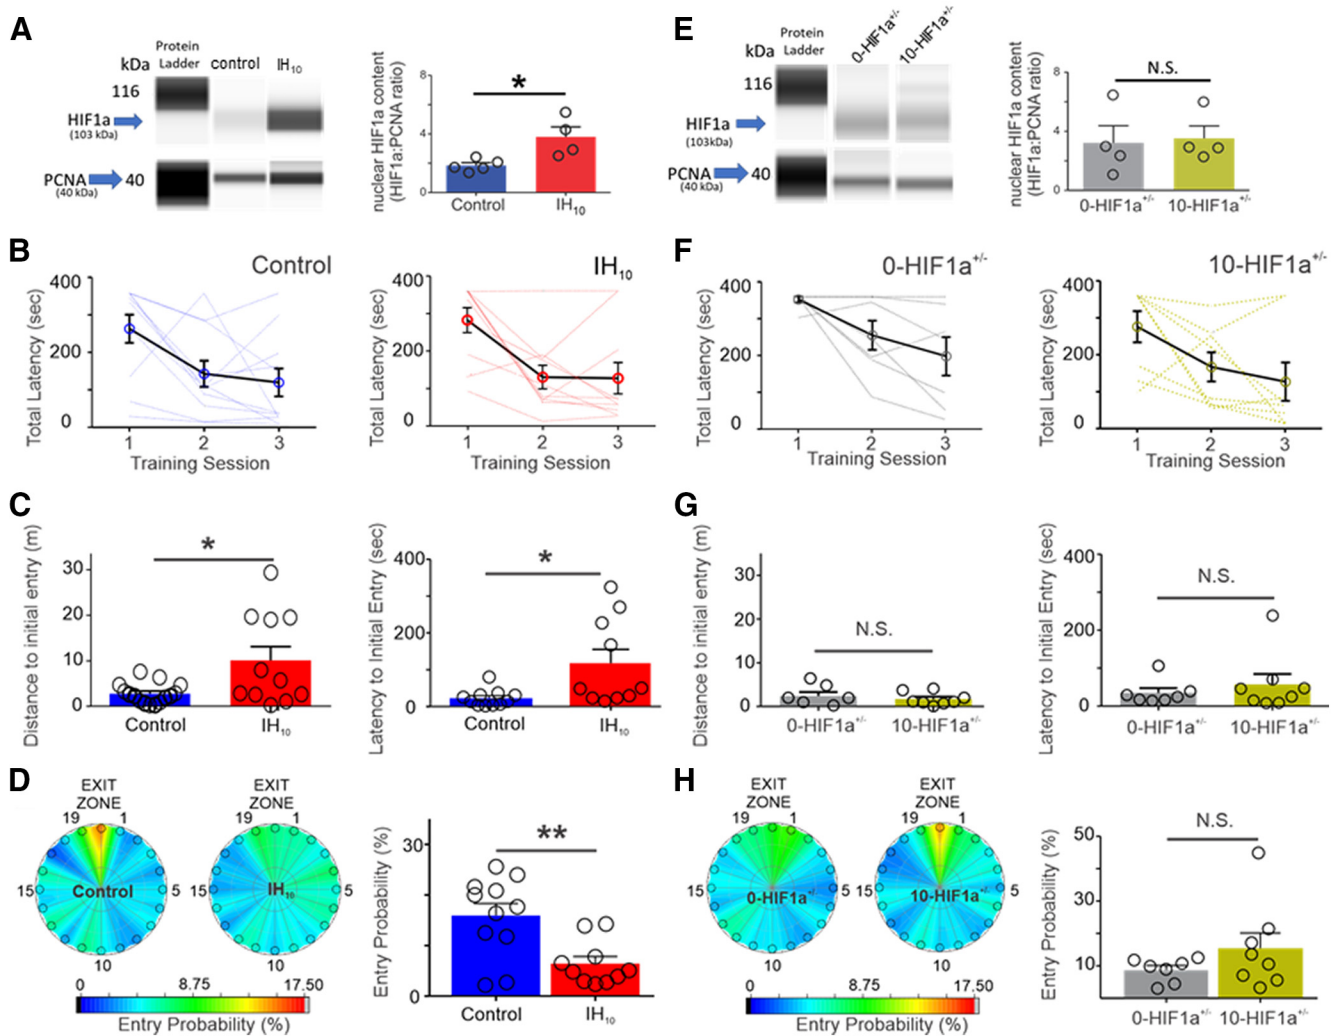 A
kDa
Protein
Ladder
control
IH10
116
HIF1a
(103 kDa)
PCNA
(40 kDa)
40
nuclear HIF1a content
(HIF1a:PCNA ratio)
8
4
0
*
Control
IH10
E
kDa
Protein
Ladder
0-HIF1a+/-
10-HIF1a+/-
116
HIF1a
(103kDa)
PCNA
(40 kDa)
40
nuclear HIF1a content
(HIF1a:PCNA ratio)
8
4
0
N.S.
0-HIF1a+/-
10-HIF1a+/-
B
Control
Total Latency (sec)
400
200
0
1 2 3
Training Session
IH10
Total Latency (sec)
400
200
0
1 2 3
Training Session
F
0-HIF1a+/-
Total Latency (sec)
400
200
0
1 2 3
Training Session
10-HIF1a+/-
Total Latency (sec)
400
200
0
1 2 3
Training Session
C
Distance to initial entry (m)
30
20
10
0
*
Control
IH10
Latency to Initial Entry (sec)
400
200
0
*
Control
IH10
G
Distance to initial entry (m)
30
20
10
0
N.S.
0-HIF1a+/-
10-HIF1a+/-
Latency to Initial Entry (sec)
400
200
0
N.S.
0-HIF1a+/-
10-HIF1a+/-
D
EXIT
ZONE
19 1
15
Control
10
EXIT
ZONE
19 1
IH10
5
10
0 8.75 17.50
Entry Probability (%)
Entry Probability (%)
30
0
**
Control
IH10
H
EXIT
ZONE
19 1
15
0-HIF1a+/-
10
EXIT
ZONE
19 1
10-HIF1a+/-
5
10
0 8.75 17.50
Entry Probability (%)
Entry Probability (%)
50
30
10
N.S.
0-HIF1a+/-
10-HIF1a+/-